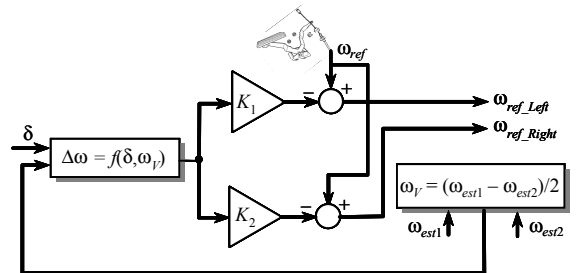 ω_ref
K_1
−
+
ω_ref_Left
ω_ref_Right
δ
Δω = f(δ,ω_V)
K_2
−
+
ω_V = (ω_est1 − ω_est2)/2
ω_est1
ω_est2